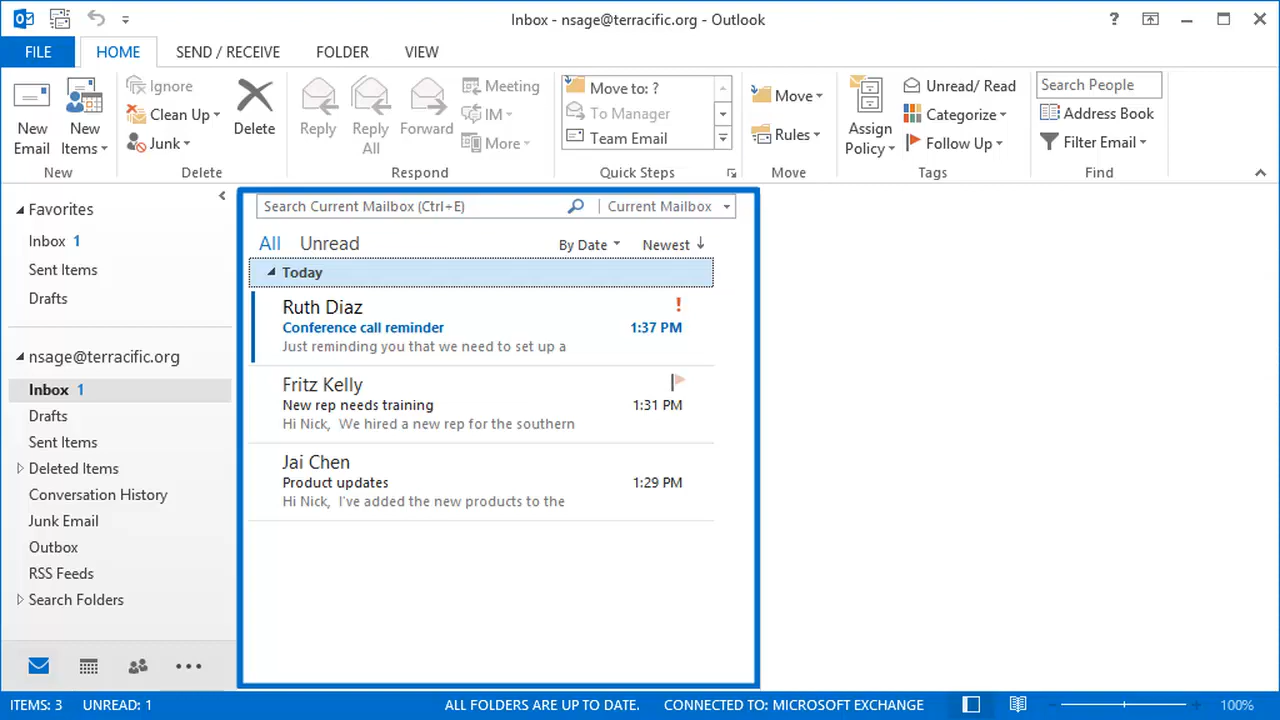 Inbox - nsage@terracific.org - Outlook
?
FILE HOME SEND / RECEIVE FOLDER VIEW
New Email
New Items
New
Ignore
Clean Up
Junk
Delete
Delete
Reply
Reply All
Forward
Meeting
IM
More
Respond
Move to: ?
To Manager
Team Email
Quick Steps
Move
Rules
Move
Assign Policy
Unread/ Read
Categorize
Follow Up
Tags
Search People
Address Book
Filter Email
Find
Favorites
Inbox 1
Sent Items
Drafts
nsage@terracific.org
Inbox 1
Drafts
Sent Items
Deleted Items
Conversation History
Junk Email
Outbox
RSS Feeds
Search Folders
Search Current Mailbox (Ctrl+E) Current Mailbox
All Unread By Date Newest
Today
Ruth Diaz !
Conference call reminder 1:37 PM
Just reminding you that we need to set up a
Fritz Kelly
New rep needs training 1:31 PM
Hi Nick, We hired a new rep for the southern
Jai Chen
Product updates 1:29 PM
Hi Nick, I've added the new products to the
ITEMS: 3 UNREAD: 1 ALL FOLDERS ARE UP TO DATE. CONNECTED TO: MICROSOFT EXCHANGE 100%